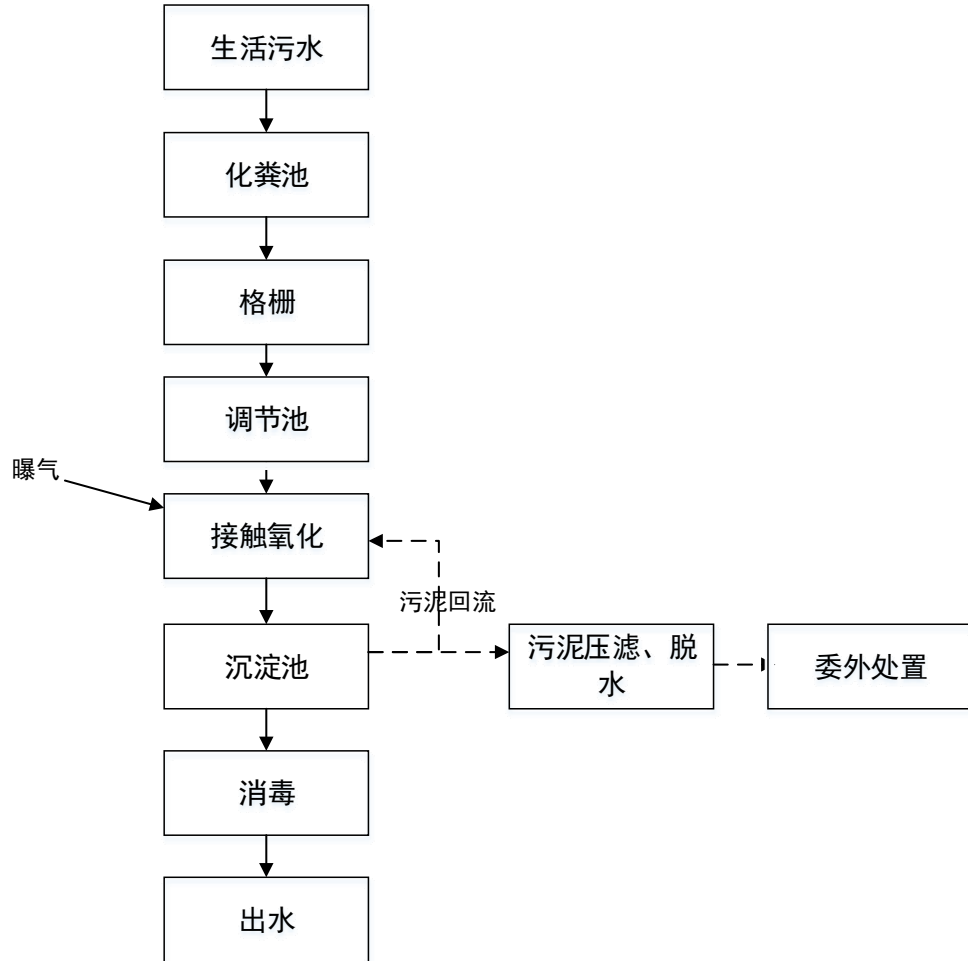 生活污水
化粪池
格栅
调节池
曝气
接触氧化
污泥回流
沉淀池
污泥压滤、脱
水
委外处置
消毒
出水